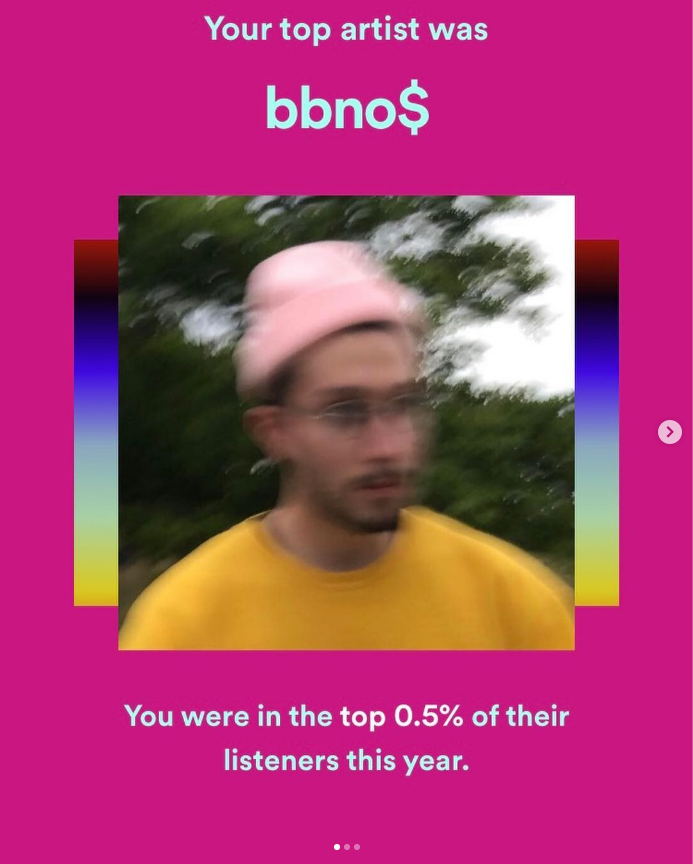 Your top artist was
bbno$
You were in the top 0.5% of their
listeners this year.